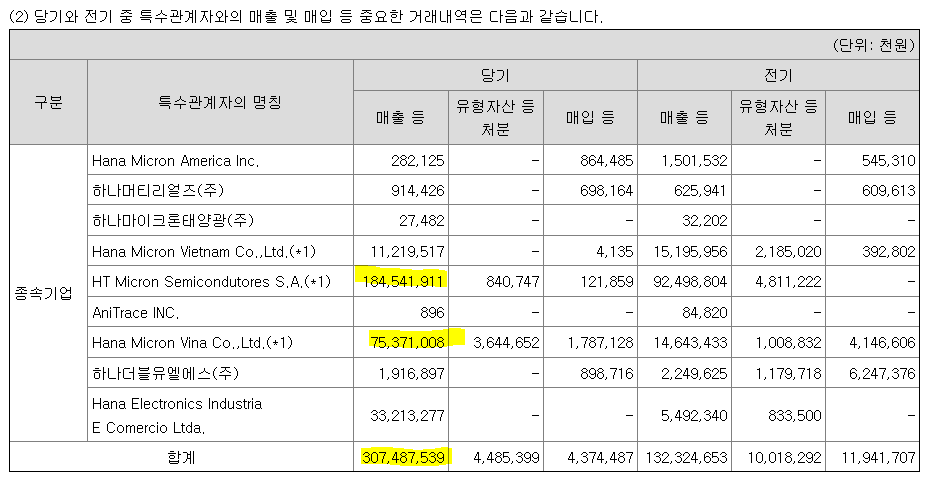 (2) 당기와 전기 중 특수관계자와의 매출 및 매입 등 중요한 거래내역은 다음과 같습니다.
(단위: 천원)
구분 특수관계자의 명칭 당기 전기
매출 등 유형자산 등 처분 매입 등 매출 등 유형자산 등 처분 매입 등
종속기업
Hana Micron America Inc. 282,125 - 864,485 1,501,532 - 545,310
하나머티리얼즈(주) 914,426 - 698,164 625,941 - 609,613
하나마이크론태양광(주) 27,482 - - 32,202 - -
Hana Micron Vietnam Co.,Ltd.(*1) 11,219,517 - 4,135 15,195,956 2,185,020 392,802
HT Micron Semicondutores S.A.(*1) 184,541,911 840,747 121,859 92,498,804 4,811,222 -
AniTrace INC. 896 - - 84,820 - -
Hana Micron Vina Co.,Ltd.(*1) 75,371,008 3,644,652 1,787,128 14,643,433 1,008,832 4,146,606
하나더블유엘에스(주) 1,916,897 - 898,716 2,249,625 1,179,718 6,247,376
Hana Electronics Industria
E Comercio Ltda. 33,213,277 - - 5,492,340 833,500 -
합계 307,487,539 4,485,399 4,374,487 132,324,653 10,018,292 11,941,707